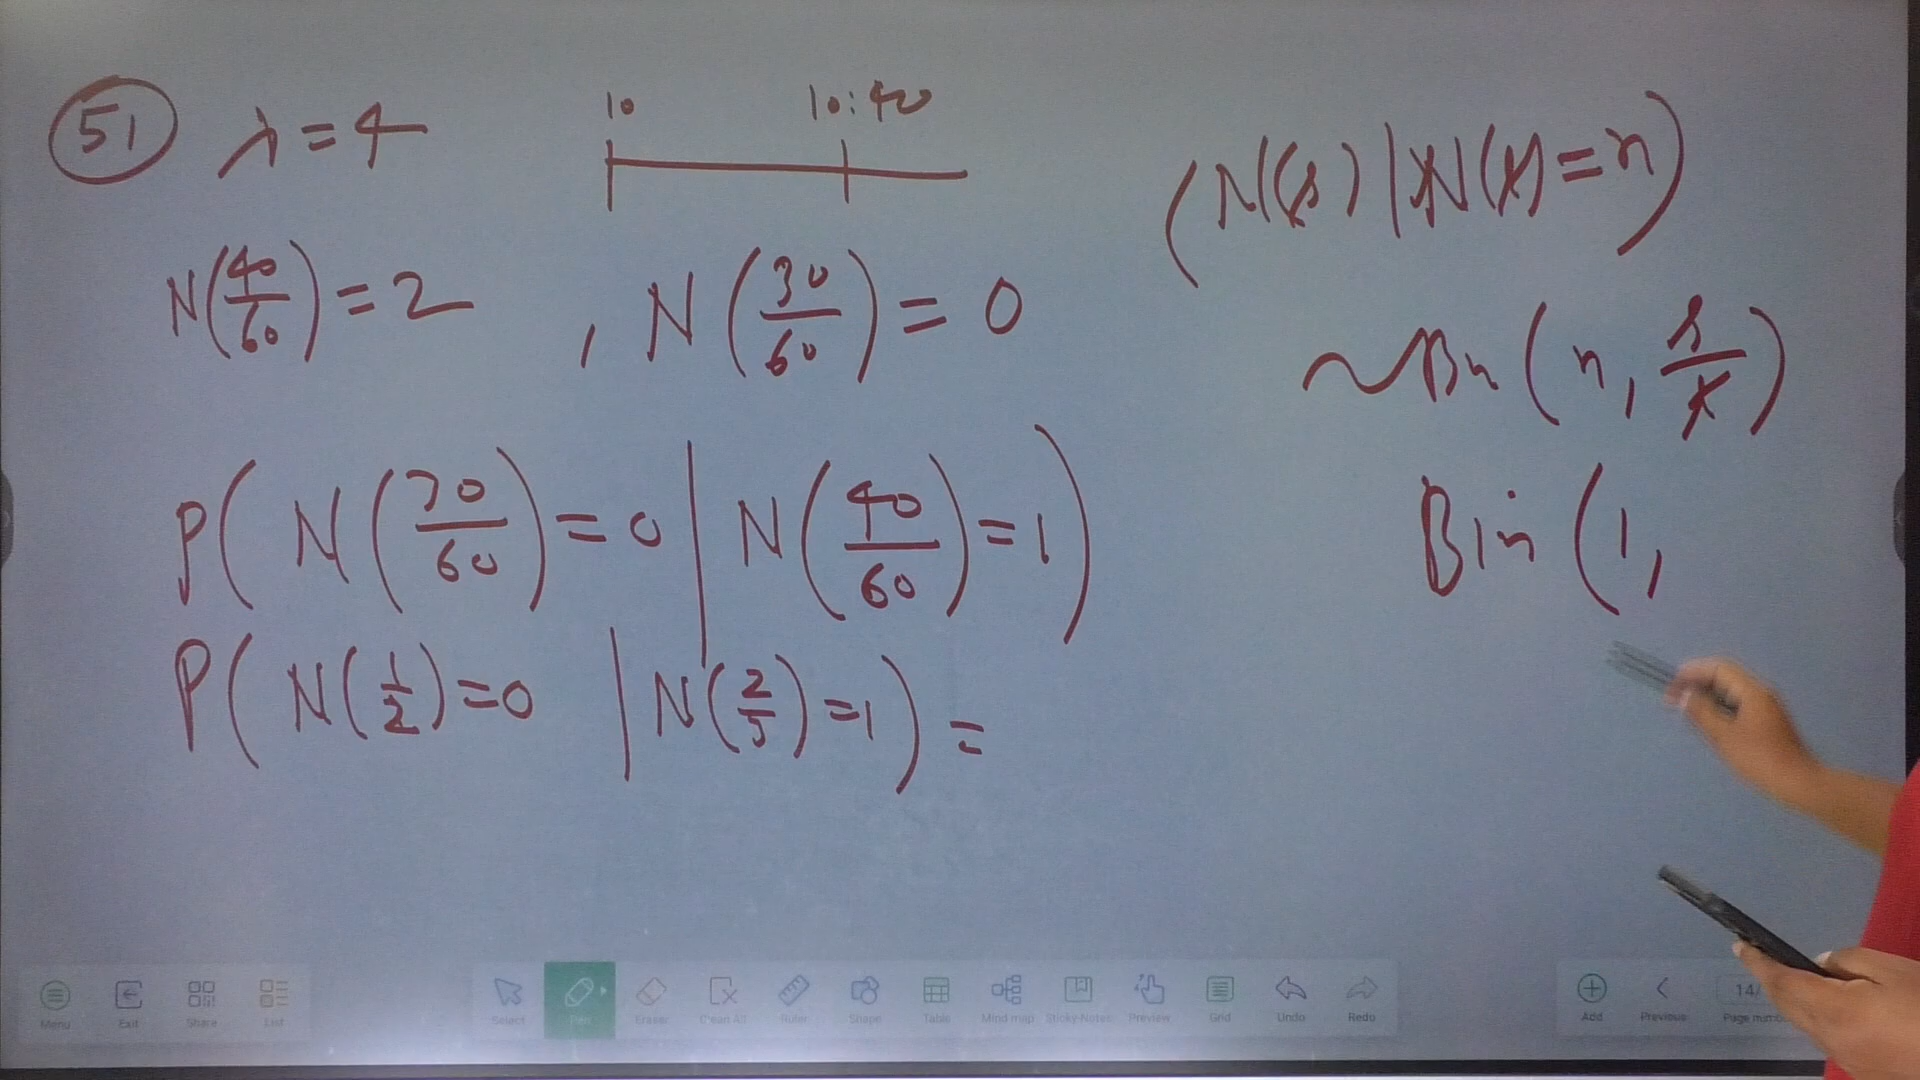 51 λ=4
10 10:40
N(40/60)=2 , N(30/60)=0
P(N(30/60)=0|N(40/60)=1)
P(N(1/2)=0 |N(2/3)=1) =
(N(s)|N(t)=n)
~Bin(n, s/t)
Bin(1,
Menu Exit Share List
Select Pen Eraser Clean All Ruler Shape Table Mind map Sticky-Notes Preview Grid Undo Redo
Add Previous 14/